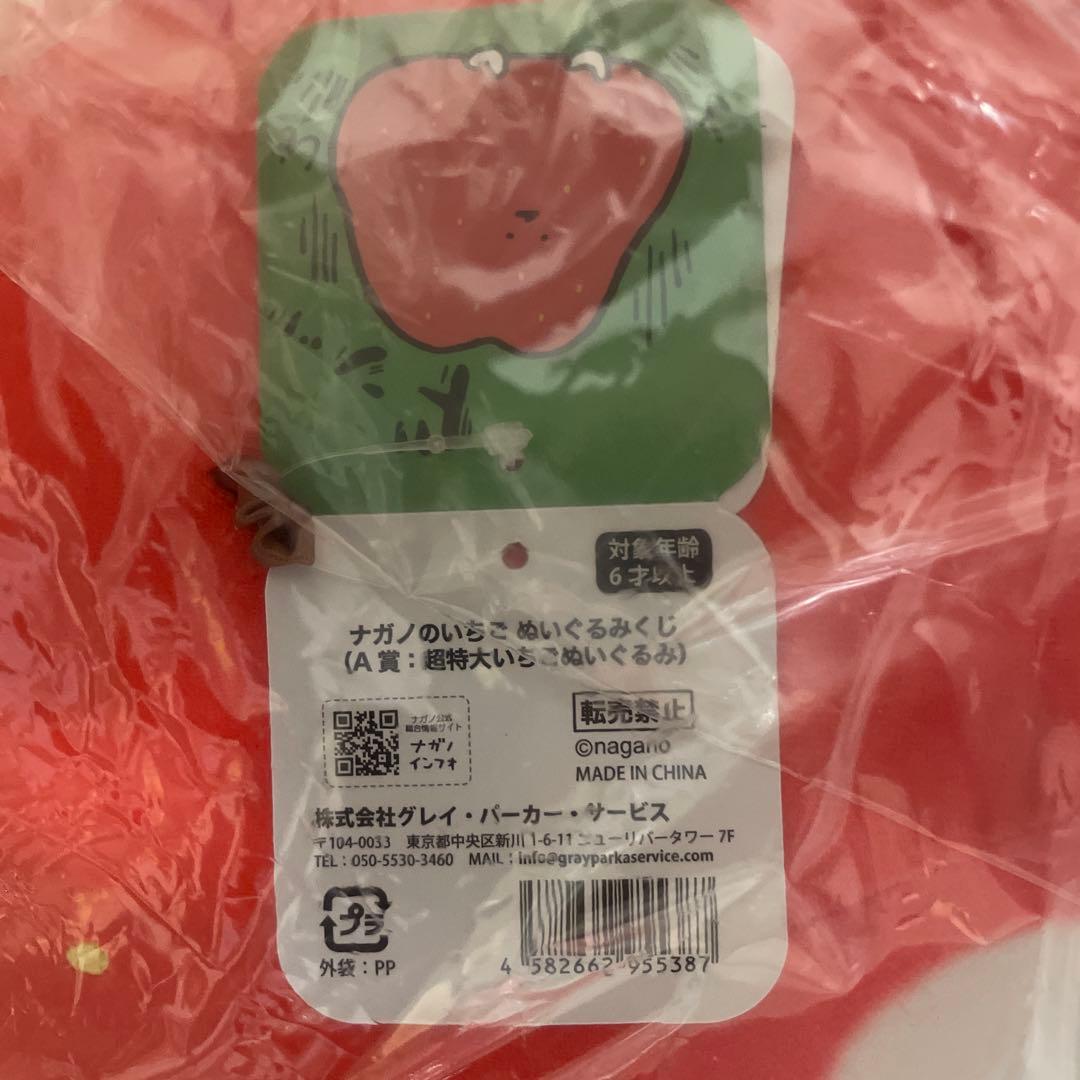 対象年齢
6才以上
ナガノのいちご ぬいぐるみくじ
(A賞：超特大いちごぬいぐるみ)
ナガノ公式
総合情報サイト
ナガノ
インフォ
転売禁止
©nagano
MADE IN CHINA
株式会社グレイ・パーカー・サービス
〒104-0033 東京都中央区新川1-6-11 ニューリバータワー 7F
TEL：050-5530-3460 MAIL：info@grayparkaservice.com
プラ
外袋：PP
4 582662 955387